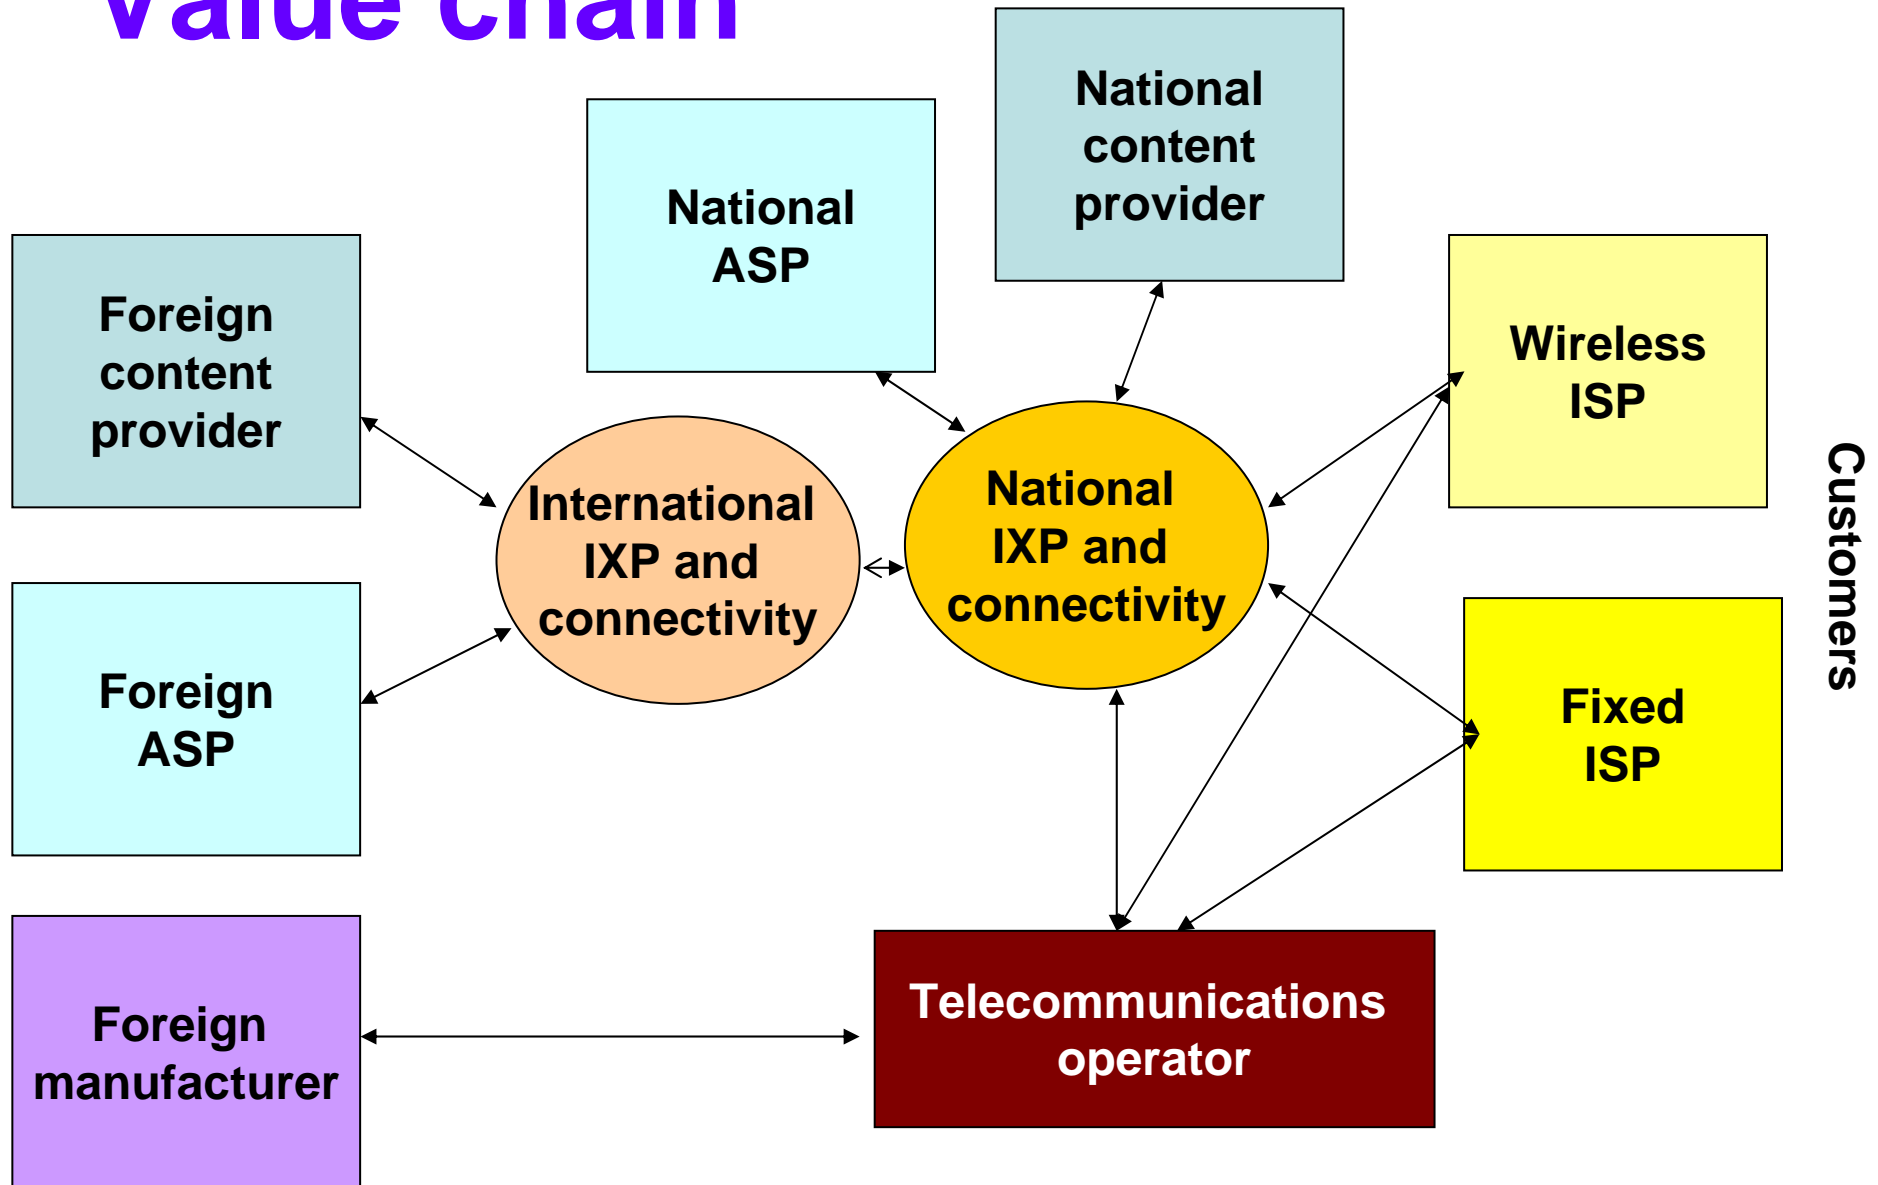 Value chain
National
content
provider
National
ASP
Foreign
content
provider
Wireless
ISP
International
IXP and
connectivity
National
IXP and
connectivity
Customers
Foreign
ASP
Fixed
ISP
Foreign
manufacturer
Telecommunications
operator